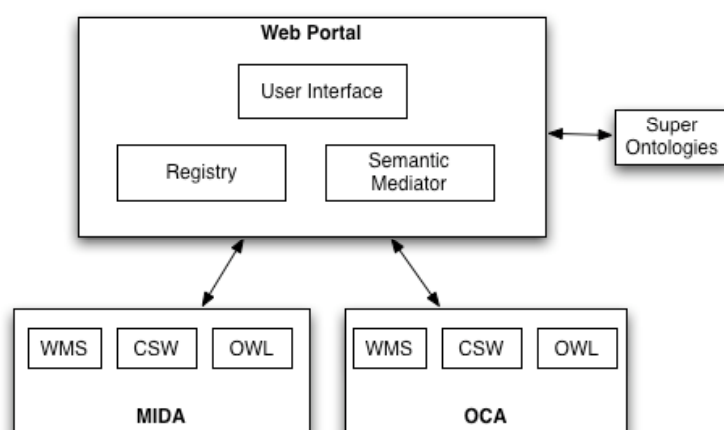 Web Portal
User Interface
Registry
Semantic
Mediator
Super
Ontologies
WMS
CSW
OWL
MIDA
WMS
CSW
OWL
OCA